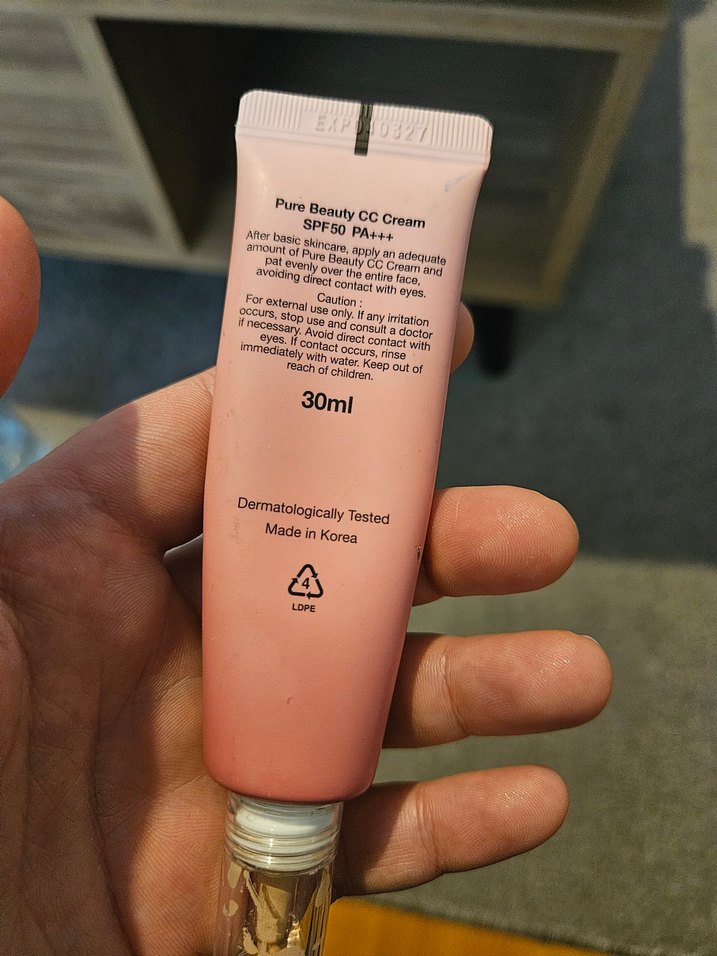 EXP040327
Pure Beauty CC Cream
SPF50 PA+++
After basic skincare, apply an adequate
amount of Pure Beauty CC Cream and
pat evenly over the entire face,
avoiding direct contact with eyes.
Caution :
For external use only. If any irritation
occurs, stop use and consult a doctor
if necessary. Avoid direct contact with
eyes. If contact occurs, rinse
immediately with water. Keep out of
reach of children.
30ml
Dermatologically Tested
Made in Korea
4
LDPE